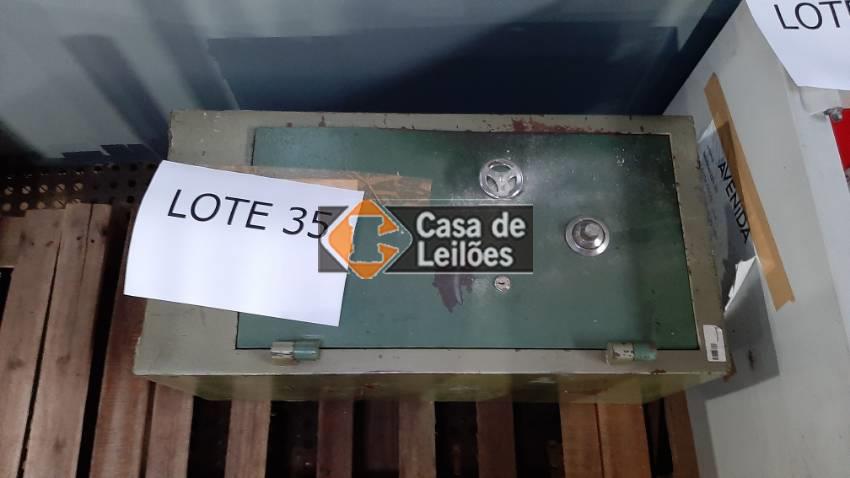 LOTE 35
Casa de
Leilões
LOTE
AVENIDA